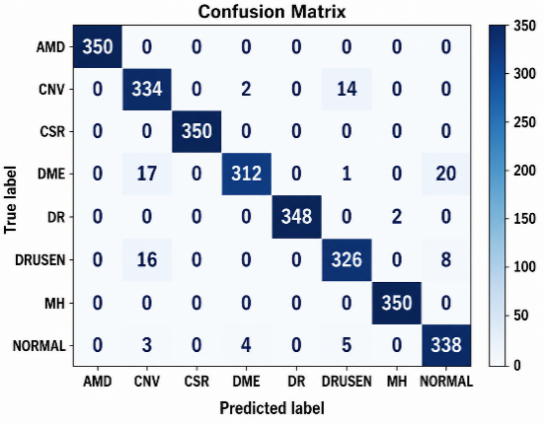 Confusion Matrix
True label
AMD 350 0 0 0 0 0 0 0
CNV 0 334 0 2 0 14 0 0
CSR 0 0 350 0 0 0 0 0
DME 0 17 0 312 0 1 0 20
DR 0 0 0 0 348 0 2 0
DRUSEN 0 16 0 0 0 326 0 8
MH 0 0 0 0 0 0 350 0
NORMAL 0 3 0 4 0 5 0 338
AMD CNV CSR DME DR DRUSEN MH NORMAL
Predicted label
350
300
250
200
150
100
50
0